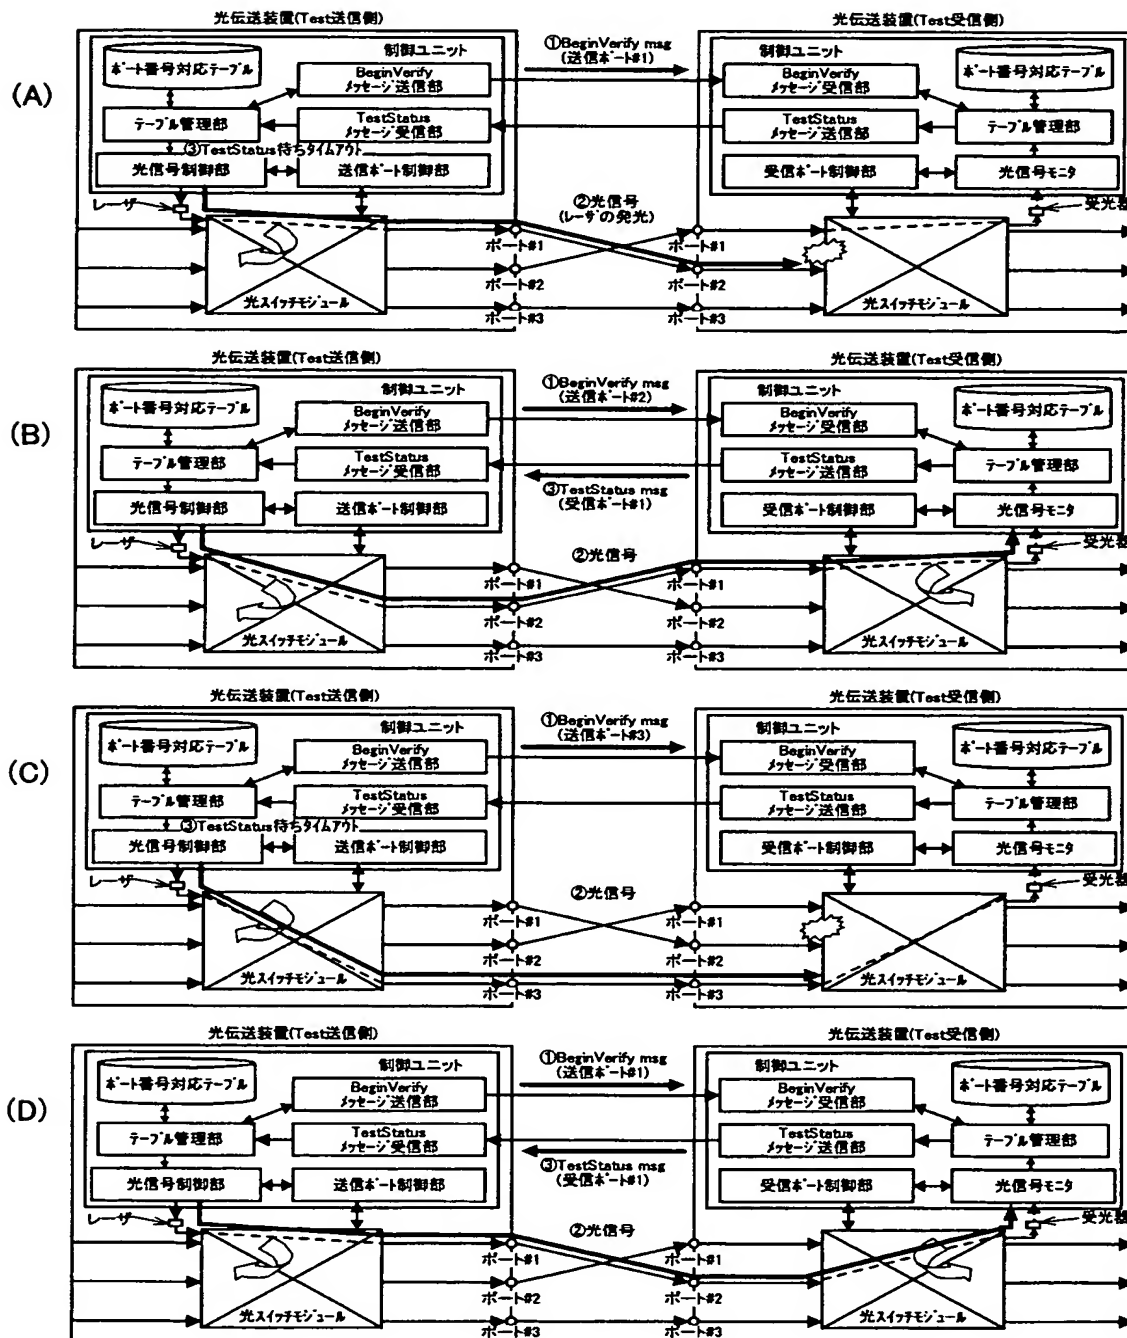 (A)
光伝送装置(Test送信側)
制御ユニット
ポート番号対応テーブル
BeginVerify
メッセージ送信部
テーブル管理部
TestStatus
メッセージ受信部
③TestStatus待ちタイムアウト
光信号制御部
送信ポート制御部
レーザ
光スイッチモジュール
ポート#1
ポート#2
ポート#3
①BeginVerify msg
(送信ポート#1)
②光信号
(レーザの発光)
光伝送装置(Test受信側)
制御ユニット
BeginVerify
メッセージ受信部
ポート番号対応テーブル
TestStatus
メッセージ送信部
テーブル管理部
受信ポート制御部
光信号モニタ
受光器
ポート#1
ポート#2
ポート#3
光スイッチモジュール
(B)
光伝送装置(Test送信側)
制御ユニット
ポート番号対応テーブル
BeginVerify
メッセージ送信部
テーブル管理部
TestStatus
メッセージ受信部
光信号制御部
送信ポート制御部
レーザ
光スイッチモジュール
ポート#1
ポート#2
ポート#3
①BeginVerify msg
(送信ポート#2)
③TestStatus msg
(受信ポート#1)
②光信号
光伝送装置(Test受信側)
制御ユニット
BeginVerify
メッセージ受信部
ポート番号対応テーブル
TestStatus
メッセージ送信部
テーブル管理部
受信ポート制御部
光信号モニタ
受光器
ポート#1
ポート#2
ポート#3
光スイッチモジュール
(C)
光伝送装置(Test送信側)
制御ユニット
ポート番号対応テーブル
BeginVerify
メッセージ送信部
テーブル管理部
TestStatus
メッセージ受信部
③TestStatus待ちタイムアウト
光信号制御部
送信ポート制御部
レーザ
光スイッチモジュール
ポート#1
ポート#2
ポート#3
①BeginVerify msg
(送信ポート#3)
②光信号
光伝送装置(Test受信側)
制御ユニット
BeginVerify
メッセージ受信部
ポート番号対応テーブル
TestStatus
メッセージ送信部
テーブル管理部
受信ポート制御部
光信号モニタ
受光器
ポート#1
ポート#2
ポート#3
光スイッチモジュール
(D)
光伝送装置(Test送信側)
制御ユニット
ポート番号対応テーブル
BeginVerify
メッセージ送信部
テーブル管理部
TestStatus
メッセージ受信部
光信号制御部
送信ポート制御部
レーザ
光スイッチモジュール
ポート#1
ポート#2
ポート#3
①BeginVerify msg
(送信ポート#1)
③TestStatus msg
(受信ポート#1)
②光信号
光伝送装置(Test受信側)
制御ユニット
BeginVerify
メッセージ受信部
ポート番号対応テーブル
TestStatus
メッセージ送信部
テーブル管理部
受信ポート制御部
光信号モニタ
受光器
ポート#1
ポート#2
ポート#3
光スイッチモジュール